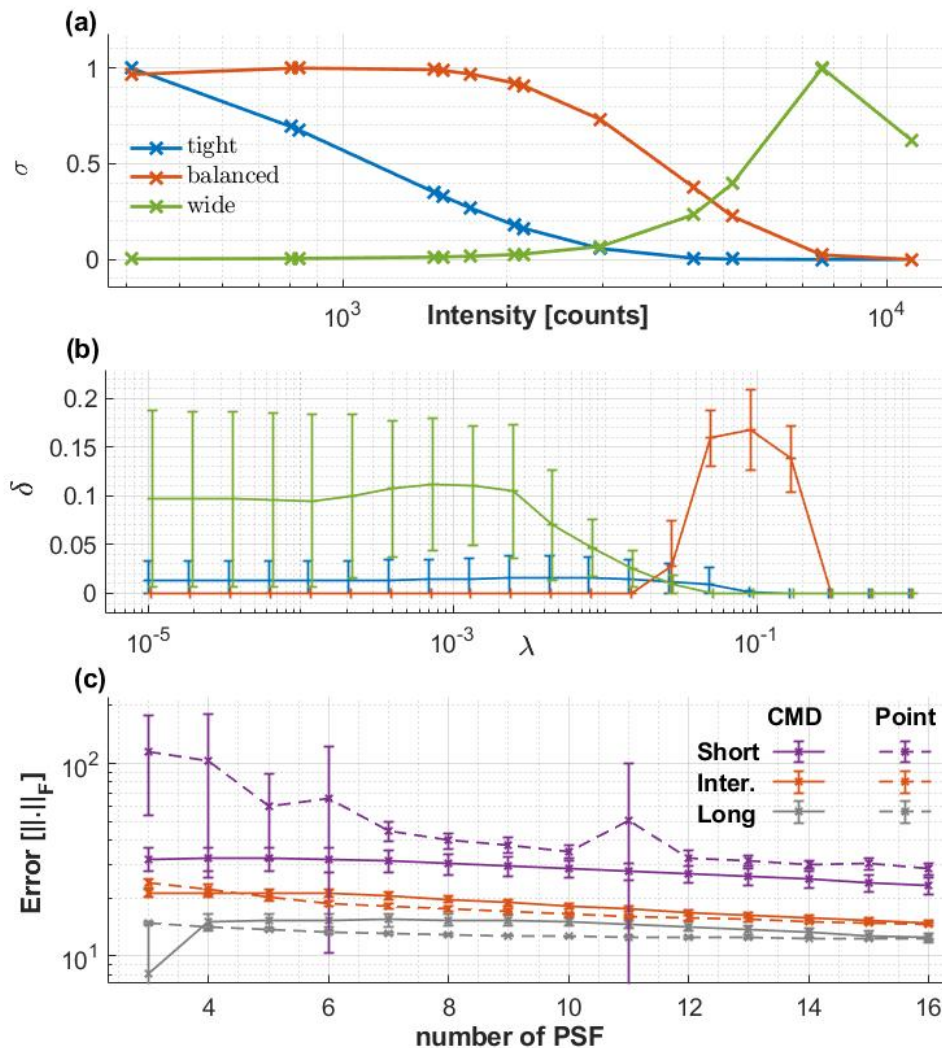 (a)
1
0.5
0
σ
tight
balanced
wide
10^3
Intensity [counts]
10^4
(b)
0.2
0.15
0.1
0.05
0
δ
10^-5
10^-3
λ
10^-1
(c)
CMD Point
Short
Inter.
Long
10^2
10^1
Error [||.||_F]
4 6 8 10 12 14 16
number of PSF